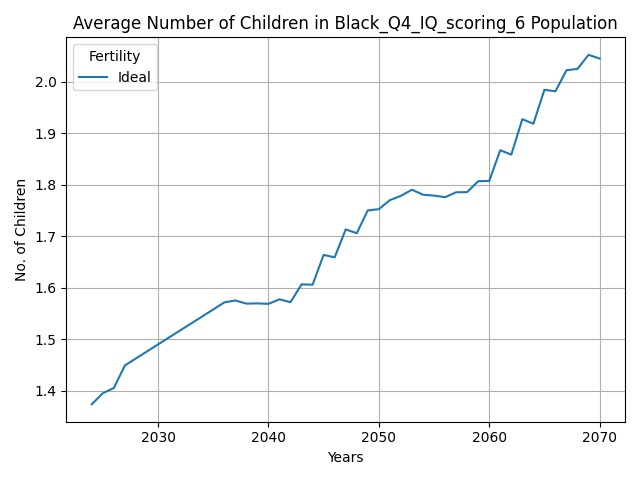 Average Number of Children in Black_Q4_IQ_scoring_6 Population
Fertility
Ideal
No. of Children
2.0
1.9
1.8
1.7
1.6
1.5
1.4
2030 2040 2050 2060 2070
Years